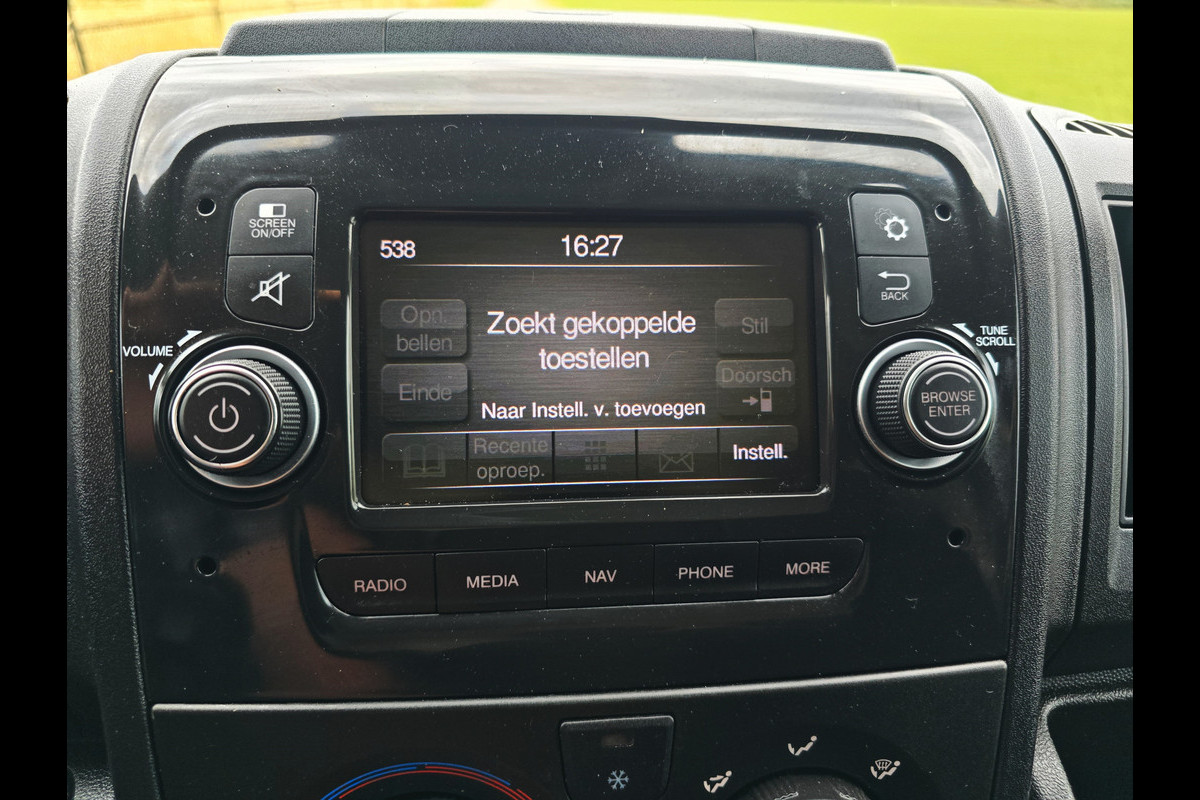 SCREEN
ON/OFF
538
16:27
BACK
VOLUME
TUNE
SCROLL
Opn.
bellen
Zoekt gekoppelde
toestellen
Stil
Einde
Doorsch
Naar Instell. v. toevoegen
BROWSE
ENTER
Recente
oproep.
Instell.
RADIO
MEDIA
NAV
PHONE
MORE